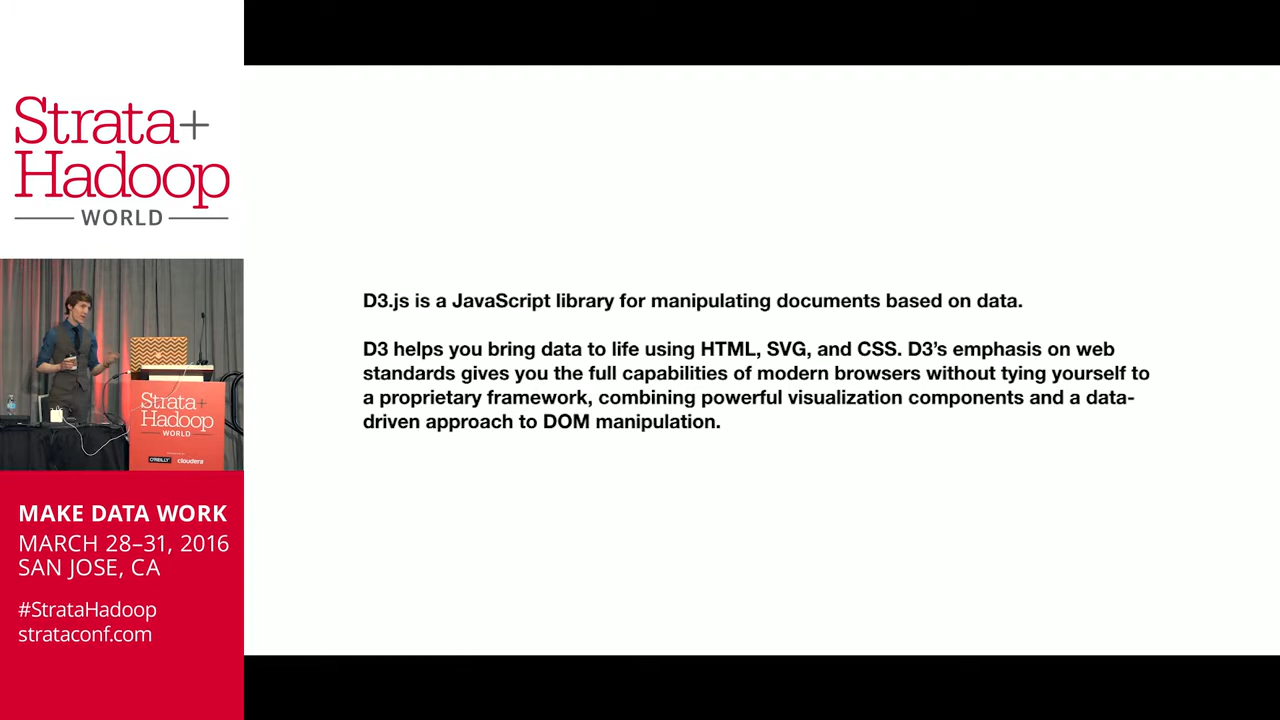 Strata+
Hadoop
WORLD
D3.js is a JavaScript library for manipulating documents based on data.
D3 helps you bring data to life using HTML, SVG, and CSS. D3’s emphasis on web
standards gives you the full capabilities of modern browsers without tying yourself to
a proprietary framework, combining powerful visualization components and a data-
driven approach to DOM manipulation.
Strata+
Hadoop
WORLD
O'REILLY
cloudera
MAKE DATA WORK
MARCH 28–31, 2016
SAN JOSE, CA
#StrataHadoop
strataconf.com